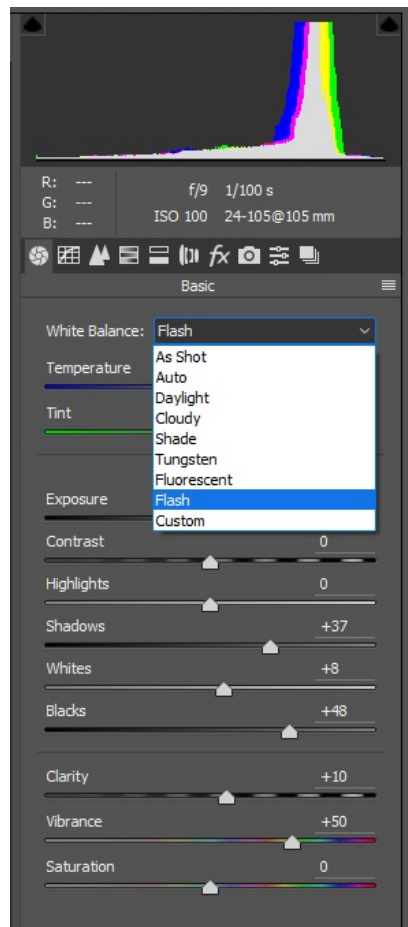 R: ---
G: ---
B: ---
f/9 1/100 s
ISO 100 24-105@105 mm
fx
Basic
White Balance: Flash
As Shot
Auto
Daylight
Cloudy
Shade
Tungsten
Fluorescent
Flash
Custom
Temperature
Tint
Exposure
Contrast 0
Highlights 0
Shadows +37
Whites +8
Blacks +48
Clarity +10
Vibrance +50
Saturation 0